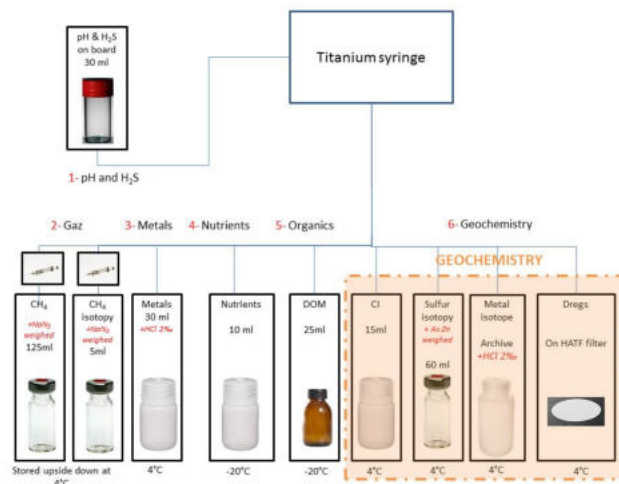 pH & H₂S
on board
30 ml
Titanium syringe
1- pH and H₂S
2- Gaz
3- Metals
4- Nutrients
5- Organics
6- Geochemistry
GEOCHEMISTRY
CH₄
+NaN₃
weighed
125ml
CH₄
isotopy
+NaN₃
weighed
5ml
Metals
30 ml
+HCl 2‰
Nutrients
10 ml
DOM
25ml
Cl
15ml
Sulfur
isotopy
+ Ac.Zn
weighed
60 ml
Metal
isotope
Archive
+HCl 2‰
Dregs
On HATF filter
Stored upside down at
4°C
4°C
-20°C
-20°C
4°C
4°C
4°C
4°C